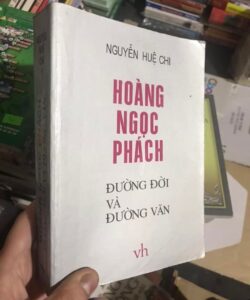 NGUYỄN HUỆ CHI
HOÀNG
NGỌC
PHÁCH
ĐƯỜNG ĐỜI
VÀ
ĐƯỜNG VĂN
vh